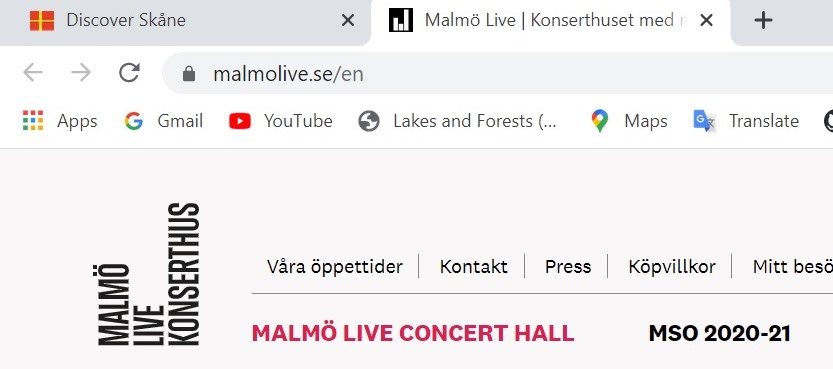 Discover Skåne
Malmö Live | Konserthuset med
malmolive.se/en
Apps Gmail YouTube Lakes and Forests (... Maps Translate
MALMÖ
LIVE
KONSERTHUS
Våra öppettider Kontakt Press Köpvillkor Mitt
MALMÖ LIVE CONCERT HALL MSO 2020-21